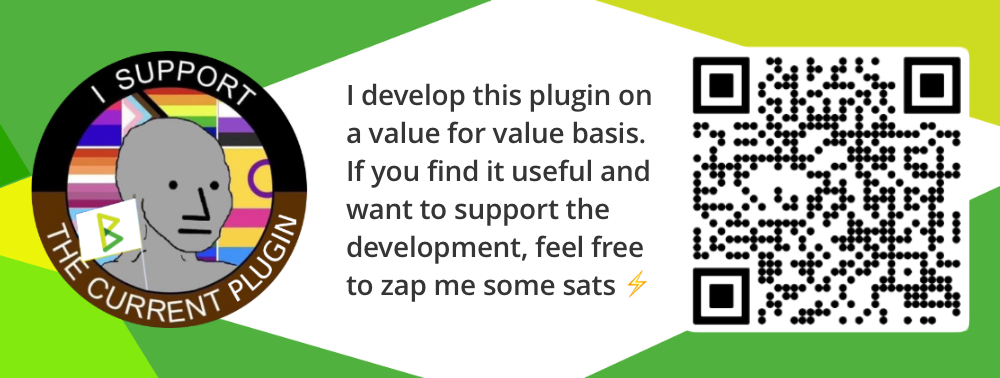 I SUPPORT
THE CURRENT PLUGIN
I develop this plugin on
a value for value basis.
If you find it useful and
want to support the
development, feel free
to zap me some sats ⚡